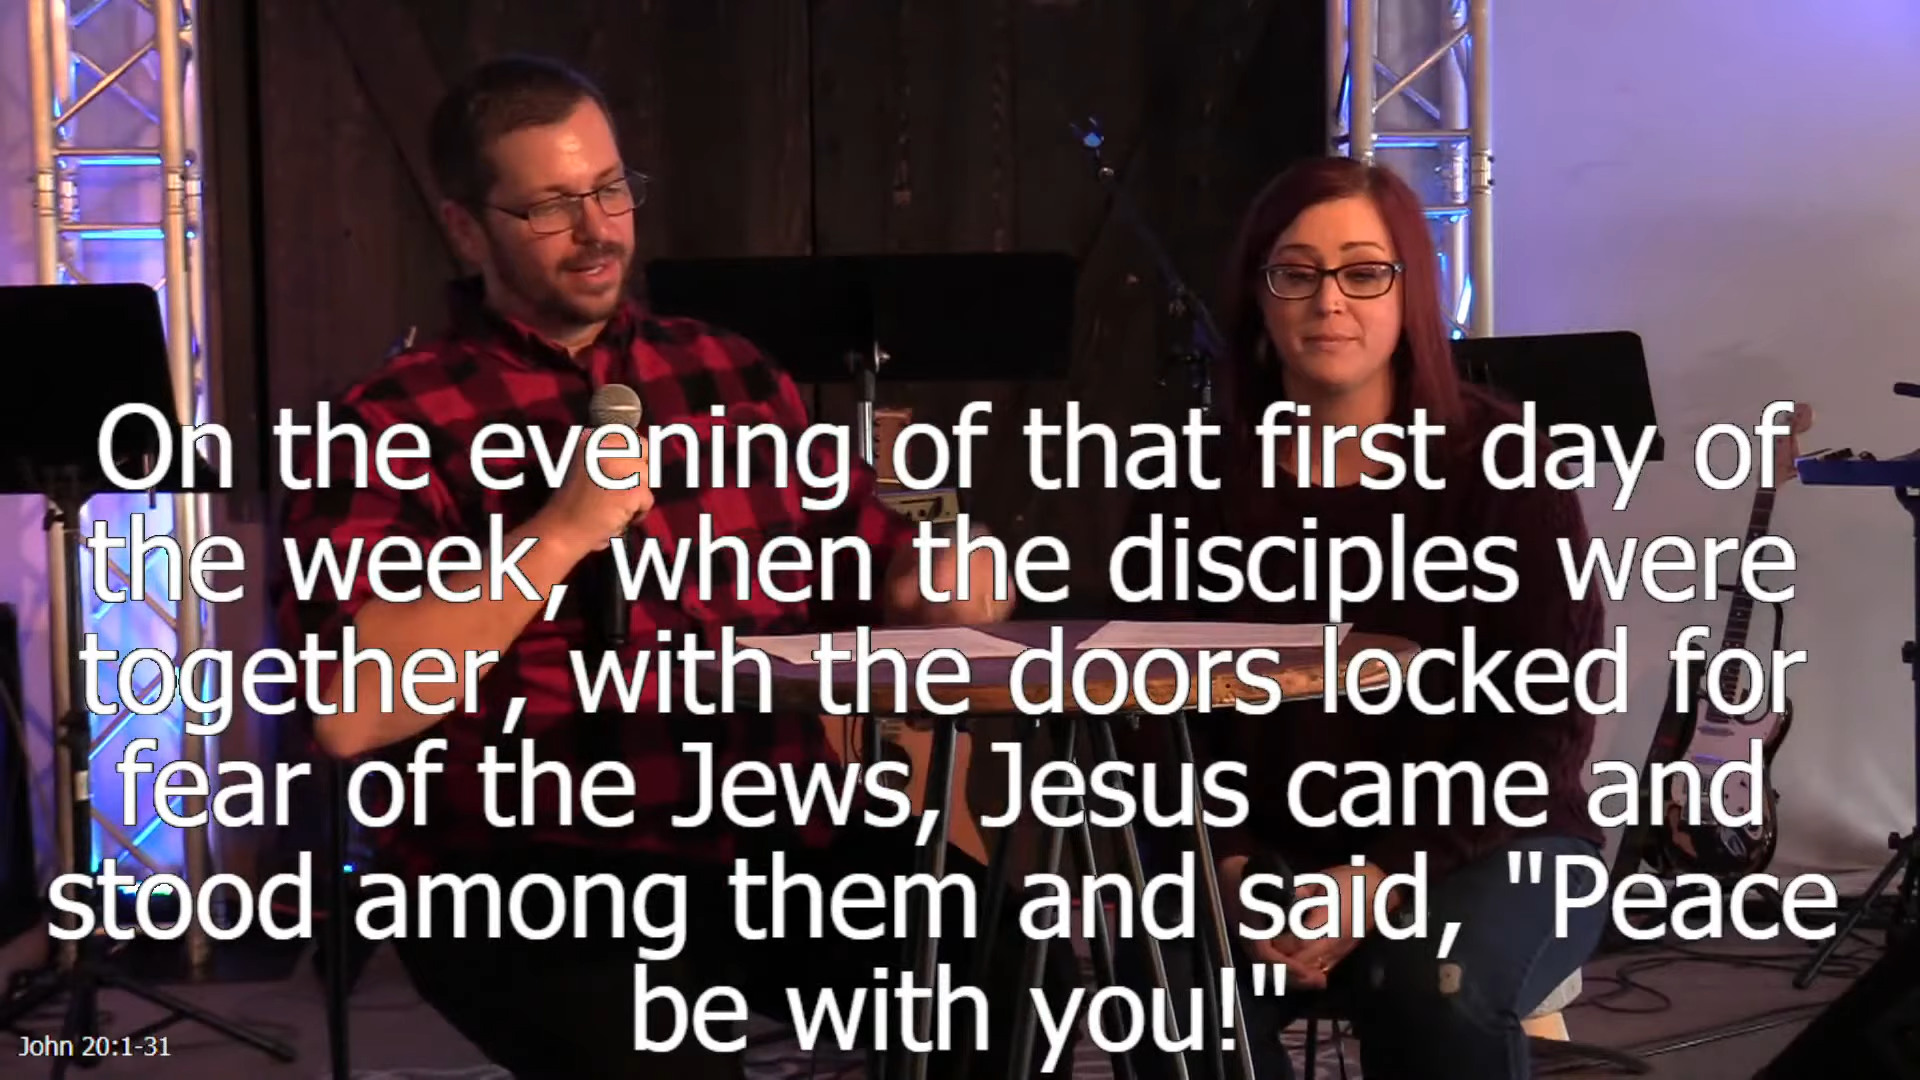 On the evening of that first day of
the week, when the disciples were
together, with the doors locked for
fear of the Jews, Jesus came and
stood among them and said, "Peace
be with you!"
John 20:1-31